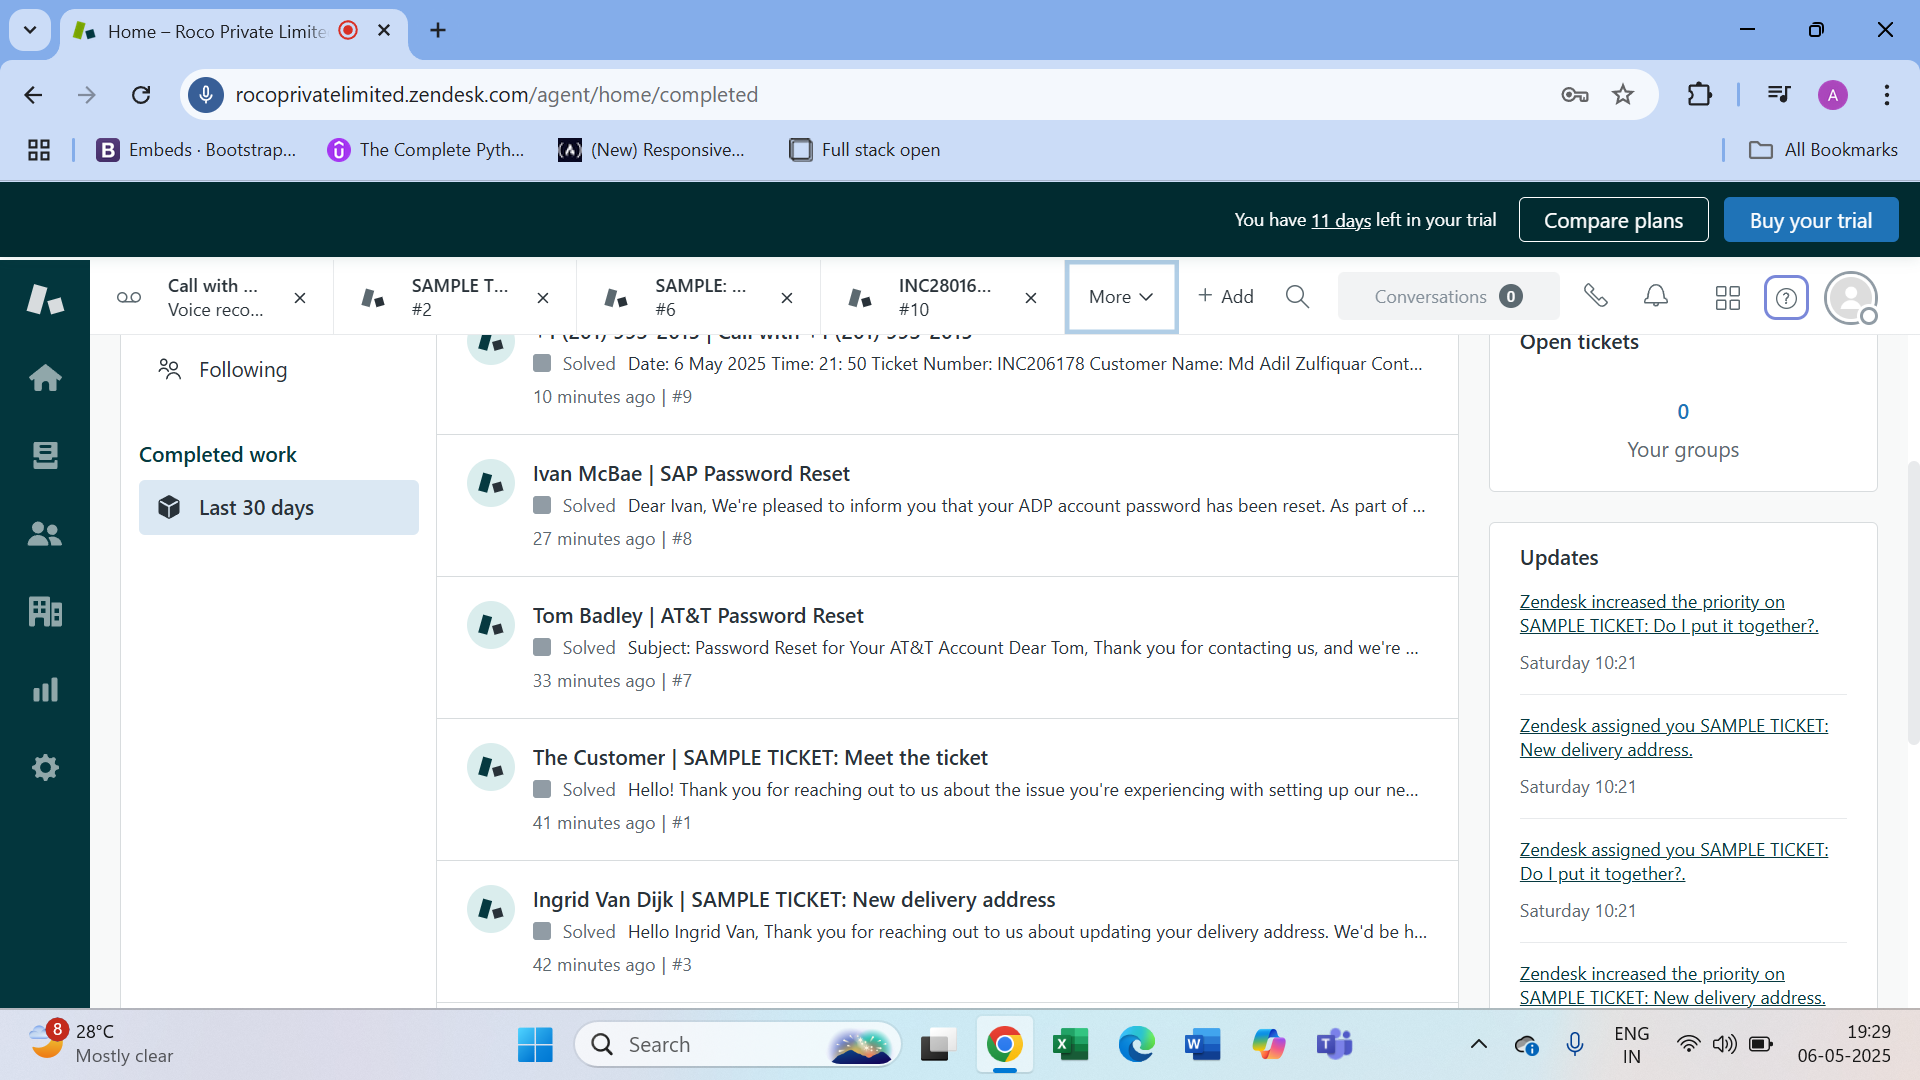 Home – Roco Private Limite
rocoprivatelimited.zendesk.com/agent/home/completed
A
Embeds · Bootstrap...
The Complete Pyth...
(New) Responsive...
Full stack open
All Bookmarks
You have 11 days left in your trial
Compare plans
Buy your trial
Call with ...
Voice reco...
SAMPLE T...
#2
SAMPLE: ...
#6
INC28016...
#10
More
+ Add
Conversations 0
Following
Completed work
Last 30 days
+1 (201) 995-2015 | Call with +1 (201) 995-2015
Solved Date: 6 May 2025 Time: 21: 50 Ticket Number: INC206178 Customer Name: Md Adil Zulfiquar Cont...
10 minutes ago | #9
Ivan McBae | SAP Password Reset
Solved Dear Ivan, We're pleased to inform you that your ADP account password has been reset. As part of ...
27 minutes ago | #8
Tom Badley | AT&T Password Reset
Solved Subject: Password Reset for Your AT&T Account Dear Tom, Thank you for contacting us, and we're ...
33 minutes ago | #7
The Customer | SAMPLE TICKET: Meet the ticket
Solved Hello! Thank you for reaching out to us about the issue you're experiencing with setting up our ne...
41 minutes ago | #1
Ingrid Van Dijk | SAMPLE TICKET: New delivery address
Solved Hello Ingrid Van, Thank you for reaching out to us about updating your delivery address. We'd be h...
42 minutes ago | #3
Open tickets
0
Your groups
Updates
Zendesk increased the priority on
SAMPLE TICKET: Do I put it together?.
Saturday 10:21
Zendesk assigned you SAMPLE TICKET:
New delivery address.
Saturday 10:21
Zendesk assigned you SAMPLE TICKET:
Do I put it together?.
Saturday 10:21
Zendesk increased the priority on
SAMPLE TICKET: New delivery address.
8
28°C
Mostly clear
Search
ENG
IN
19:29
06-05-2025